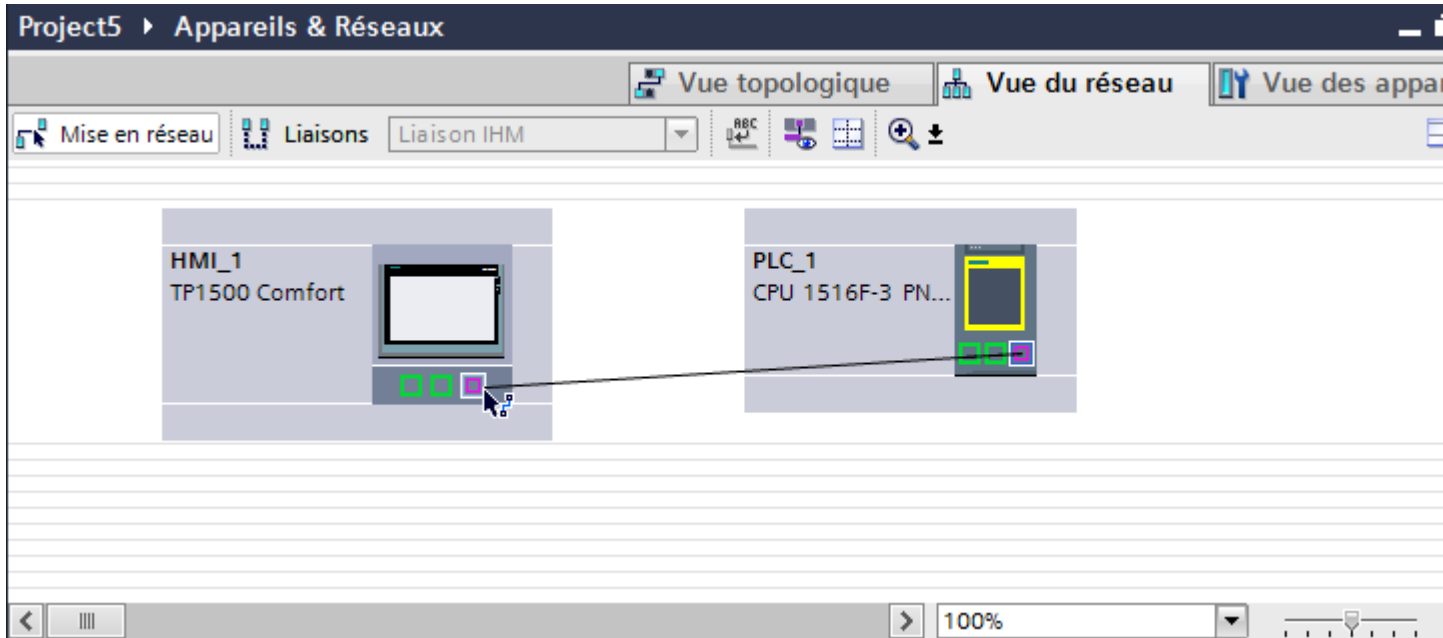 Project5 ▸ Appareils & Réseaux
Vue topologique
Vue du réseau
Vue des appar
Mise en réseau
Liaisons
Liaison IHM
ABC
HMI_1
TP1500 Comfort
PLC_1
CPU 1516F-3 PN...
100%